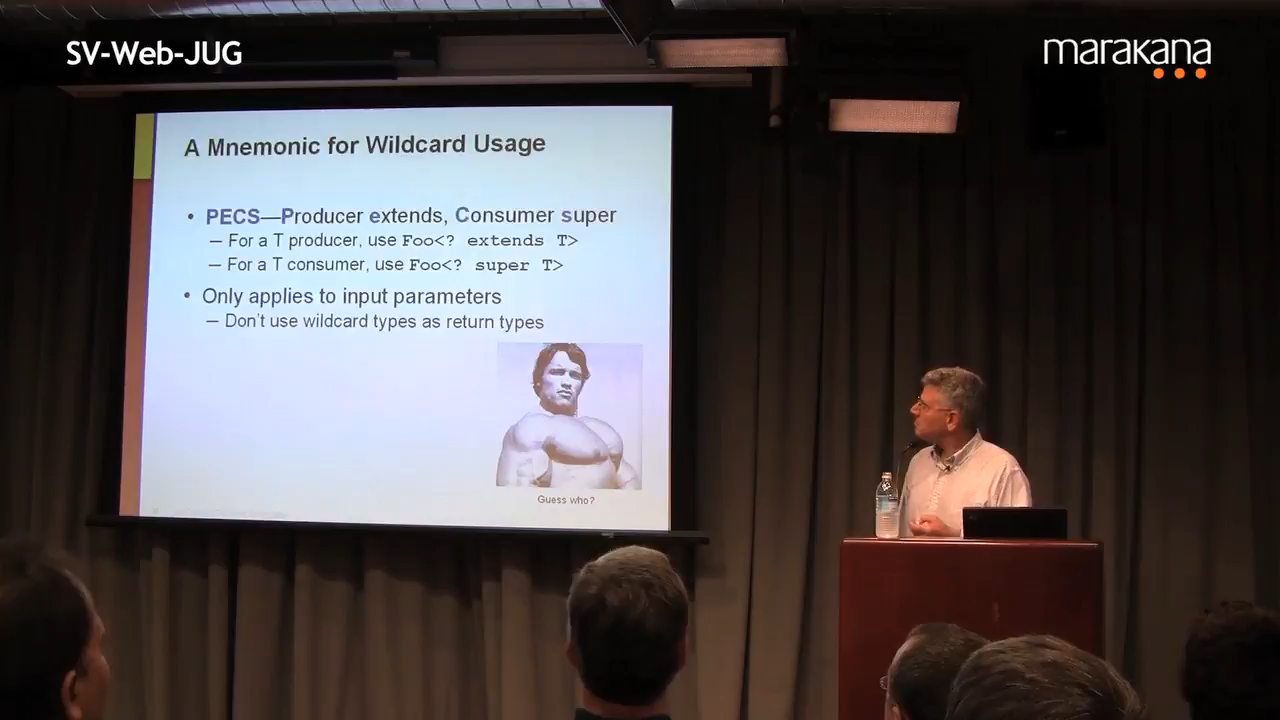 SV-Web-JUG
marakana
A Mnemonic for Wildcard Usage
• PECS—Producer extends, Consumer super
– For a T producer, use Foo<? extends T>
– For a T consumer, use Foo<? super T>
• Only applies to input parameters
– Don't use wildcard types as return types
Guess who?